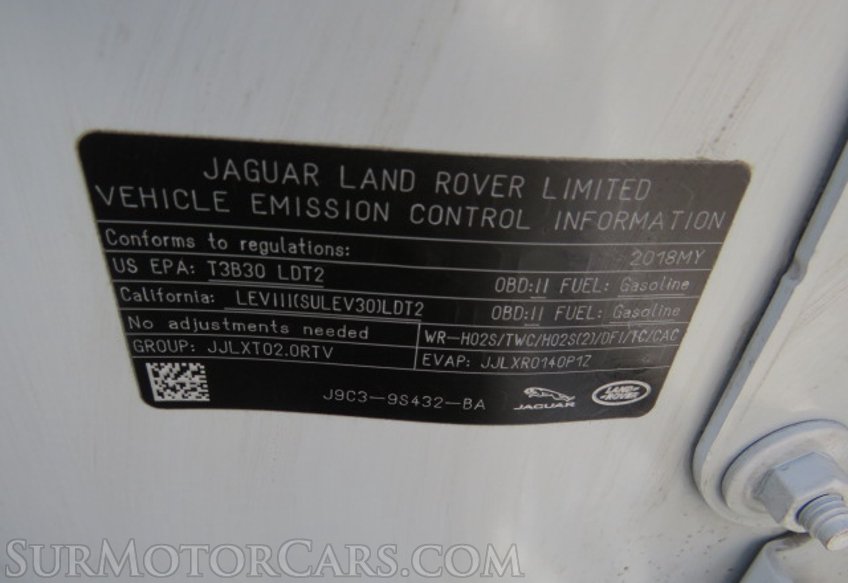 JAGUAR LAND ROVER LIMITED
VEHICLE EMISSION CONTROL INFORMATION
Conforms to regulations: 2018MY
US EPA: T3B30 LDT2 OBD:II FUEL: Gasoline
California: LEVIII(SULEV30)LDT2 OBD:II FUEL: Gasoline
No adjustments needed WR-HO2S/TWC/HO2S(2)/DFI/TC/CAC
GROUP: JJLXT02.0RTV EVAP: JJLXR0140P1Z
J9C3-9S432-BA JAGUAR LAND ROVER
SurMotorCars.com